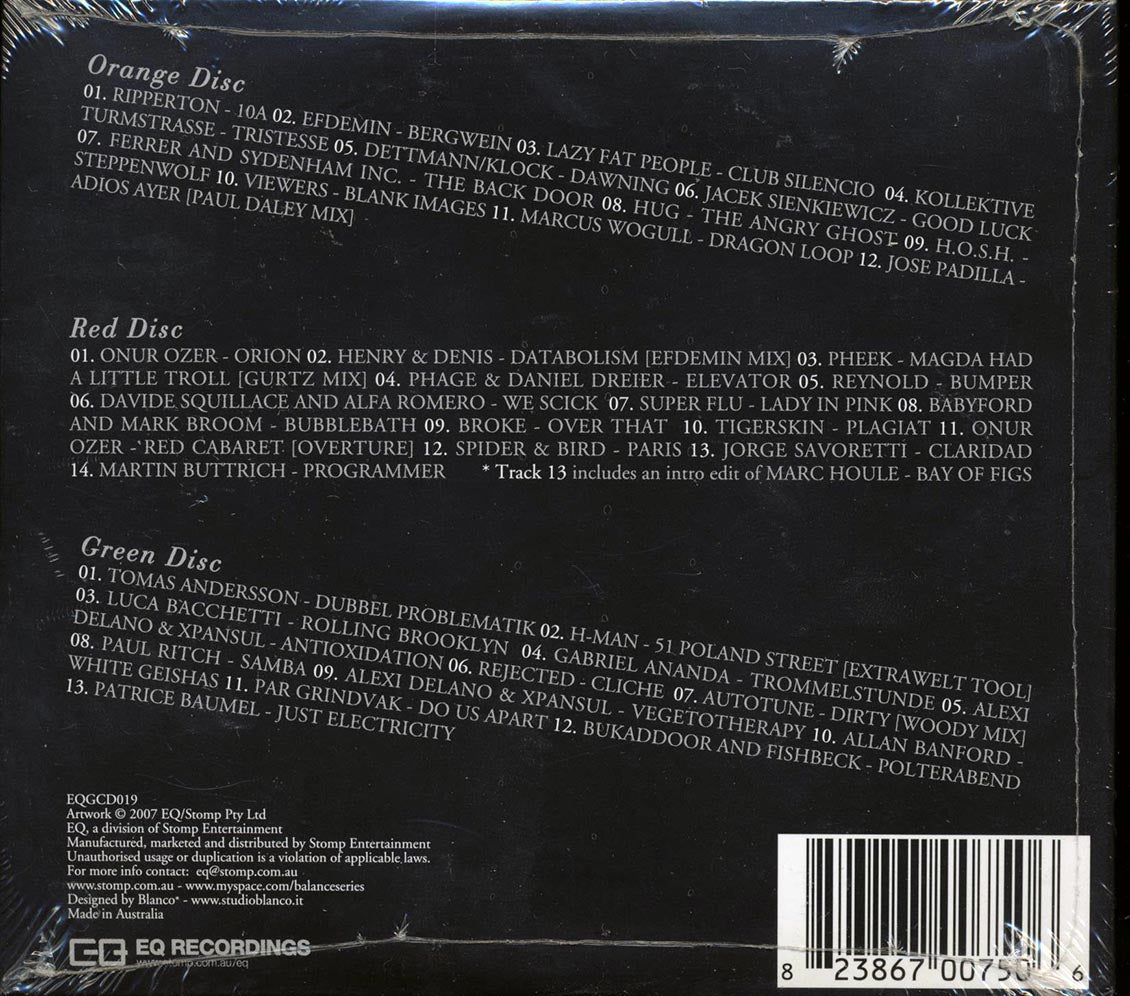 Orange Disc
01. RIPPERTON - 10A 02. EFDEMIN - BERGWEIN 03. LAZY FAT PEOPLE - CLUB SILENCIO 04. KOLLEKTIVE
TURMSTRASSE - TRISTESSE 05. DETTMANN/KLOCK - DAWNING 06. JACEK SIENKIEWICZ - GOOD LUCK
07. FERRER AND SYDENHAM INC. - THE BACK DOOR 08. HUG - THE ANGRY GHOST 09. H.O.S.H. -
STEPPENWOLF 10. VIEWERS - BLANK IMAGES 11. MARCUS WOGULL - DRAGON LOOP 12. JOSE PADILLA -
ADIOS AYER [PAUL DALEY MIX]
Red Disc
01. ONUR OZER - ORION 02. HENRY & DENIS - DATABOLISM [EFDEMIN MIX] 03. PHEEK - MAGDA HAD
A LITTLE TROLL [GURTZ MIX] 04. PHAGE & DANIEL DREIER - ELEVATOR 05. REYNOLD - BUMPER
06. DAVIDE SQUILLACE AND ALFA ROMERO - WE SCICK 07. SUPER FLU - LADY IN PINK 08. BABYFORD
AND MARK BROOM - BUBBLEBATH 09. BROKE - OVER THAT 10. TIGERSKIN - PLAGIAT 11. ONUR
OZER - RED CABARET [OVERTURE] 12. SPIDER & BIRD - PARIS 13. JORGE SAVORETTI - CLARIDAD
14. MARTIN BUTTRICH - PROGRAMMER * Track 13 includes an intro edit of MARC HOULE - BAY OF FIGS
Green Disc
01. TOMAS ANDERSSON - DUBBEL PROBLEMATIK 02. H-MAN - 51 POLAND STREET [EXTRAWELT TOOL]
03. LUCA BACCHETTI - ROLLING BROOKLYN 04. GABRIEL ANANDA - TROMMELSTUNDE 05. ALEXI
DELANO & XPANSUL - ANTIOXIDATION 06. REJECTED - CLICHE 07. AUTOTUNE - DIRTY [WOODY MIX]
08. PAUL RITCH - SAMBA 09. ALEXI DELANO & XPANSUL - VEGETOTHERAPY 10. ALLAN BANFORD -
WHITE GEISHAS 11. PAR GRINDVAK - DO US APART 12. BUKADDOOR AND FISHBECK - POLTERABEND
13. PATRICE BAUMEL - JUST ELECTRICITY
EQGCD019
Artwork © 2007 EQ/Stomp Pty Ltd
EQ, a division of Stomp Entertainment
Manufactured, marketed and distributed by Stomp Entertainment
Unauthorised usage or duplication is a violation of applicable laws.
For more info contact: eq@stomp.com.au
www.stomp.com.au - www.myspace.com/balanceseries
Designed by Blanco* - www.studioblanco.it
Made in Australia
EQ EQ RECORDINGS
www.stomp.com.au/eq
8 23867 00750 6